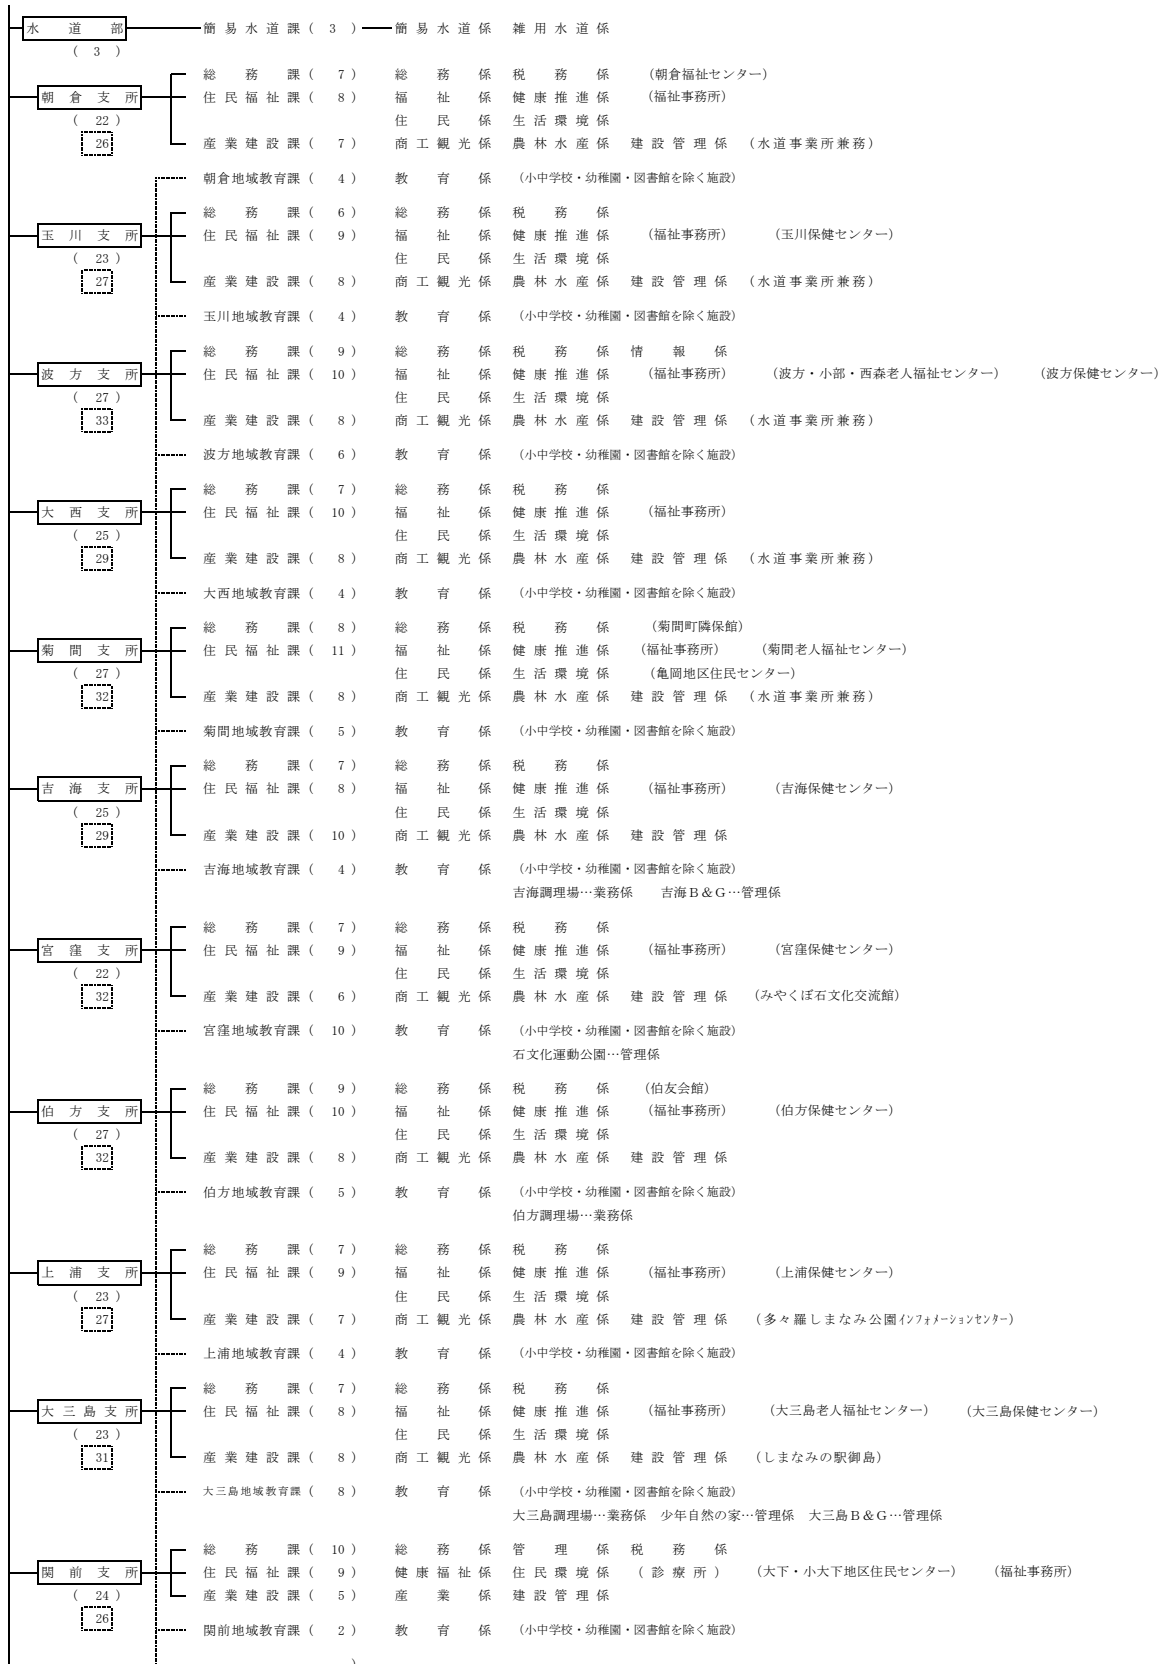 水道部 簡易水道課( 3 ) 簡易水道係 雑用水道係
( 3 )
総務課( 7 ) 総務係 税務係 (朝倉福祉センター)
朝倉支所 住民福祉課( 8 ) 福祉係 健康推進係 (福祉事務所)
( 22 ) 住民係 生活環境係
26 産業建設課( 7 ) 商工観光係 農林水産係 建設管理係 (水道事業所兼務)
朝倉地域教育課( 4 ) 教育係 (小中学校・幼稚園・図書館を除く施設)
総務課( 6 ) 総務係 税務係
玉川支所 住民福祉課( 9 ) 福祉係 健康推進係 (福祉事務所) (玉川保健センター)
( 23 ) 住民係 生活環境係
27 産業建設課( 8 ) 商工観光係 農林水産係 建設管理係 (水道事業所兼務)
玉川地域教育課( 4 ) 教育係 (小中学校・幼稚園・図書館を除く施設)
総務課( 9 ) 総務係 税務係 情報係
波方支所 住民福祉課( 10 ) 福祉係 健康推進係 (福祉事務所) (波方・小部・西森老人福祉センター) (波方保健センター)
( 27 ) 住民係 生活環境係
33 産業建設課( 8 ) 商工観光係 農林水産係 建設管理係 (水道事業所兼務)
波方地域教育課( 6 ) 教育係 (小中学校・幼稚園・図書館を除く施設)
総務課( 7 ) 総務係 税務係
大西支所 住民福祉課( 10 ) 福祉係 健康推進係 (福祉事務所)
( 25 ) 住民係 生活環境係
29 産業建設課( 8 ) 商工観光係 農林水産係 建設管理係 (水道事業所兼務)
大西地域教育課( 4 ) 教育係 (小中学校・幼稚園・図書館を除く施設)
総務課( 8 ) 総務係 税務係 (菊間町隣保館)
菊間支所 住民福祉課( 11 ) 福祉係 健康推進係 (福祉事務所) (菊間老人福祉センター)
( 27 ) 住民係 生活環境係 (亀岡地区住民センター)
32 産業建設課( 8 ) 商工観光係 農林水産係 建設管理係 (水道事業所兼務)
菊間地域教育課( 5 ) 教育係 (小中学校・幼稚園・図書館を除く施設)
総務課( 7 ) 総務係 税務係
吉海支所 住民福祉課( 8 ) 福祉係 健康推進係 (福祉事務所) (吉海保健センター)
( 25 ) 住民係 生活環境係
29 産業建設課( 10 ) 商工観光係 農林水産係 建設管理係
吉海地域教育課( 4 ) 教育係 (小中学校・幼稚園・図書館を除く施設)
吉海調理場…業務係 吉海B&G…管理係
総務課( 7 ) 総務係 税務係
宮窪支所 住民福祉課( 9 ) 福祉係 健康推進係 (福祉事務所) (宮窪保健センター)
( 22 ) 住民係 生活環境係
32 産業建設課( 6 ) 商工観光係 農林水産係 建設管理係 (みやくぼ石文化交流館)
宮窪地域教育課( 10 ) 教育係 (小中学校・幼稚園・図書館を除く施設)
石文化運動公園…管理係
総務課( 9 ) 総務係 税務係 (伯友会館)
伯方支所 住民福祉課( 10 ) 福祉係 健康推進係 (福祉事務所) (伯方保健センター)
( 27 ) 住民係 生活環境係
32 産業建設課( 8 ) 商工観光係 農林水産係 建設管理係
伯方地域教育課( 5 ) 教育係 (小中学校・幼稚園・図書館を除く施設)
伯方調理場…業務係
総務課( 7 ) 総務係 税務係
上浦支所 住民福祉課( 9 ) 福祉係 健康推進係 (福祉事務所) (上浦保健センター)
( 23 ) 住民係 生活環境係
27 産業建設課( 7 ) 商工観光係 農林水産係 建設管理係 (多々羅しまなみ公園ｲﾝﾌｫﾒｰｼｮﾝｾﾝﾀｰ)
上浦地域教育課( 4 ) 教育係 (小中学校・幼稚園・図書館を除く施設)
総務課( 7 ) 総務係 税務係
大三島支所 住民福祉課( 8 ) 福祉係 健康推進係 (福祉事務所) (大三島老人福祉センター) (大三島保健センター)
( 23 ) 住民係 生活環境係
31 産業建設課( 8 ) 商工観光係 農林水産係 建設管理係 (しまなみの駅御島)
大三島地域教育課( 8 ) 教育係 (小中学校・幼稚園・図書館を除く施設)
大三島調理場…業務係 少年自然の家…管理係 大三島B&G…管理係
総務課( 10 ) 総務係 管理係 税務係
関前支所 住民福祉課( 9 ) 健康福祉係 住民環境係 (診療所) (大下・小大下地区住民センター) (福祉事務所)
( 24 ) 産業建設課( 5 ) 産業係 建設管理係
26
関前地域教育課( 2 ) 教育係 (小中学校・幼稚園・図書館を除く施設)